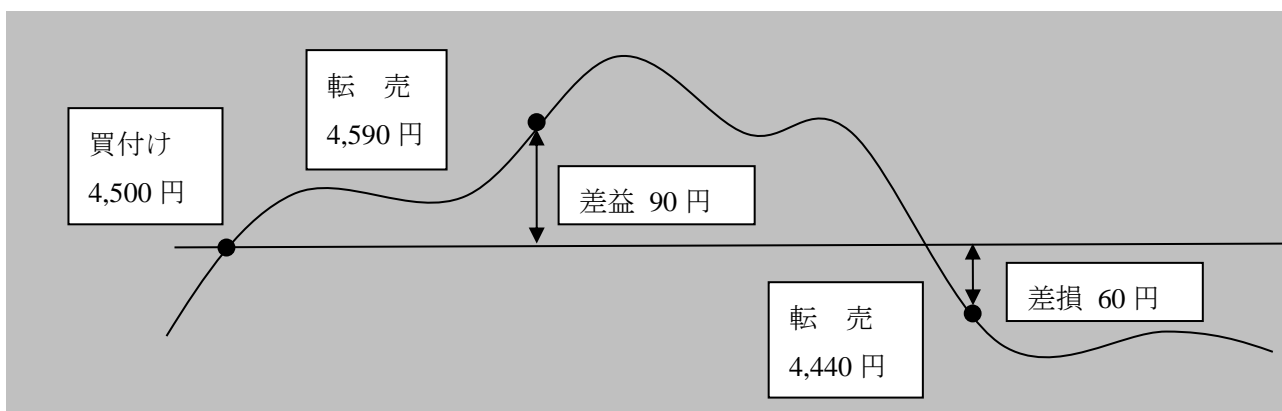 買付け
4,500 円
転　売
4,590 円
差益 90 円
転　売
4,440 円
差損 60 円